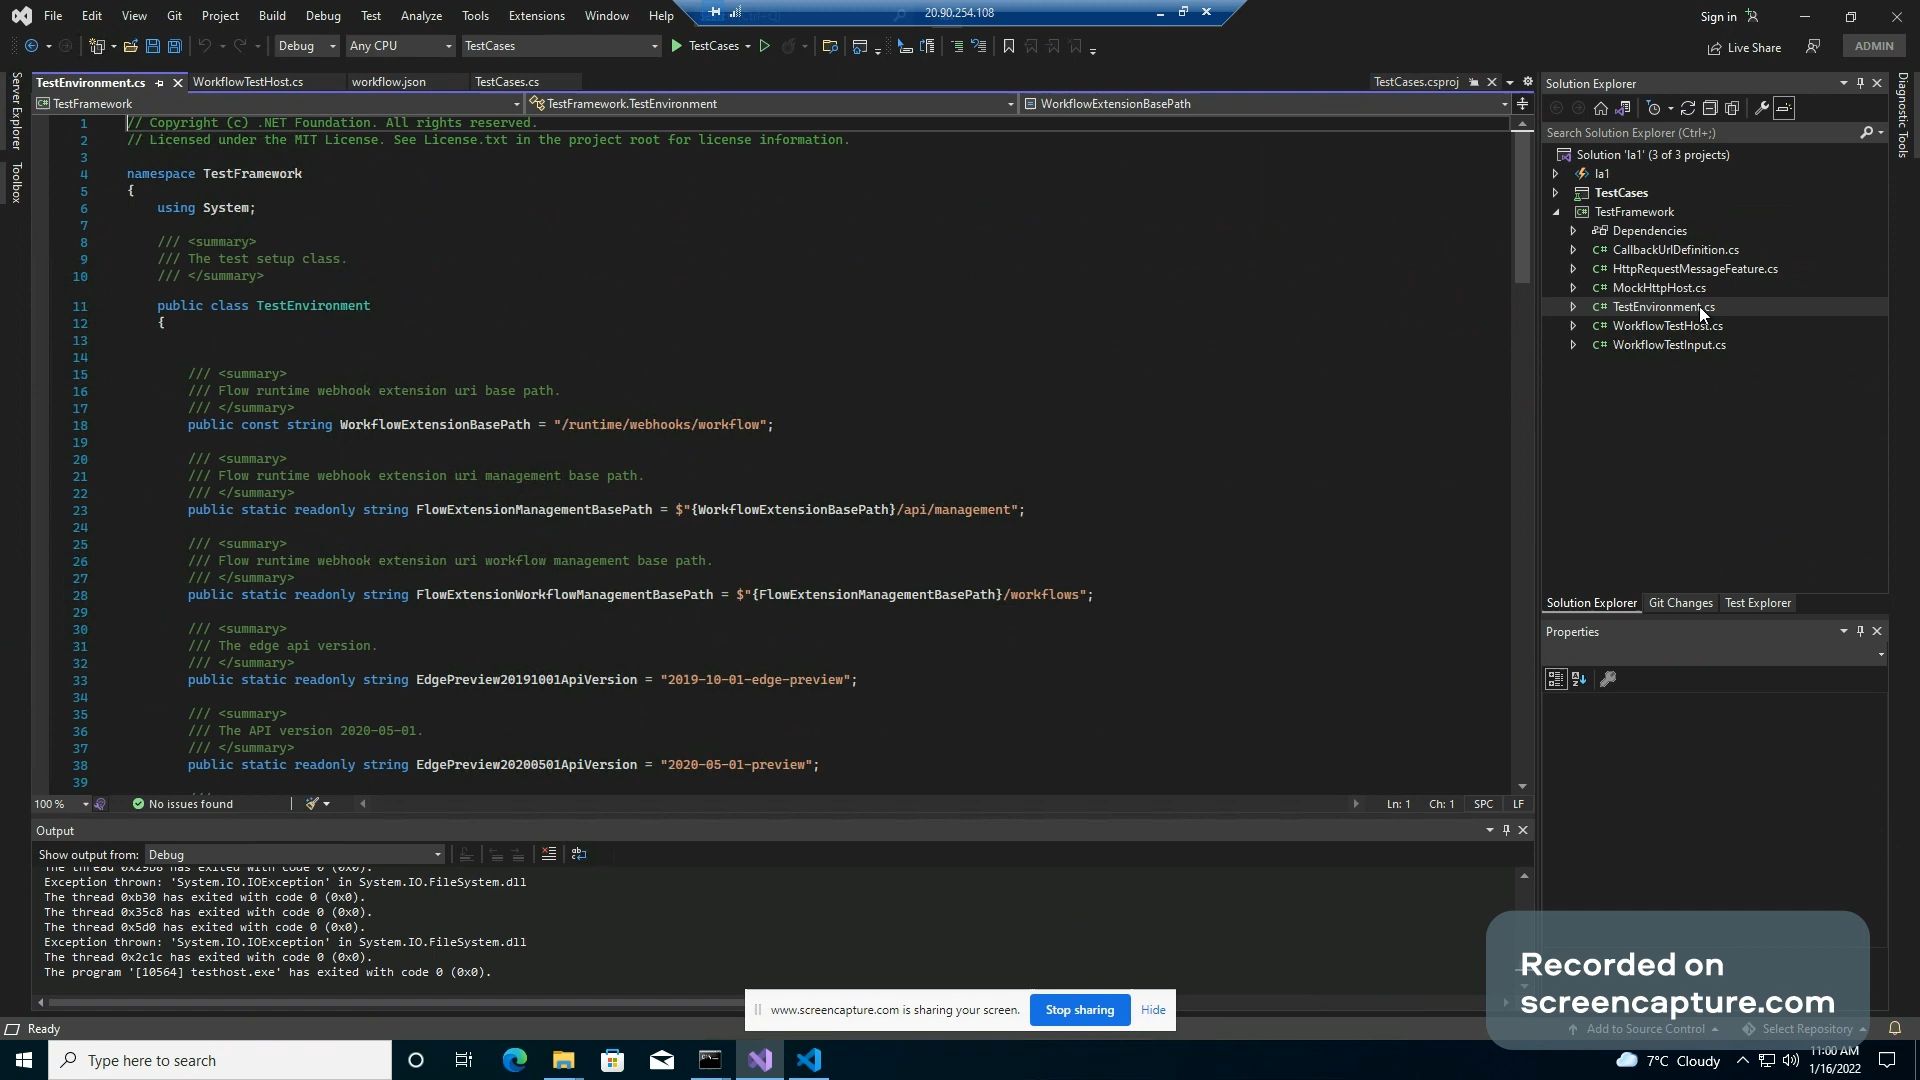 File Edit View Git Project Build Debug Test Analyze Tools Extensions Window Help
20.90.254.108
Sign in
Debug Any CPU TestCases TestCases
Live Share
ADMIN
Server Explorer
Toolbox
TestEnvironment.cs WorkflowTestHost.cs workflow.json TestCases.cs TestCases.csproj
TestFramework TestFramework.TestEnvironment WorkflowExtensionBasePath
1 // Copyright (c) .NET Foundation. All rights reserved.
2 // Licensed under the MIT License. See License.txt in the project root for license information.
3
4 namespace TestFramework
5 {
6 using System;
7
8 /// <summary>
9 /// The test setup class.
10 /// </summary>
11 public class TestEnvironment
12 {
13
14
15 /// <summary>
16 /// Flow runtime webhook extension uri base path.
17 /// </summary>
18 public const string WorkflowExtensionBasePath = "/runtime/webhooks/workflow";
19
20 /// <summary>
21 /// Flow runtime webhook extension uri management base path.
22 /// </summary>
23 public static readonly string FlowExtensionManagementBasePath = $"{WorkflowExtensionBasePath}/api/management";
24
25 /// <summary>
26 /// Flow runtime webhook extension uri workflow management base path.
27 /// </summary>
28 public static readonly string FlowExtensionWorkflowManagementBasePath = $"{FlowExtensionManagementBasePath}/workflows";
29
30 /// <summary>
31 /// The edge api version.
32 /// </summary>
33 public static readonly string EdgePreview20191001ApiVersion = "2019-10-01-edge-preview";
34
35 /// <summary>
36 /// The API version 2020-05-01.
37 /// </summary>
38 public static readonly string EdgePreview20200501ApiVersion = "2020-05-01-preview";
39
100 % No issues found Ln: 1 Ch: 1 SPC LF
Output
Show output from: Debug
The thread 0x29b8 has exited with code 0 (0x0).
Exception thrown: 'System.IO.IOException' in System.IO.FileSystem.dll
The thread 0xb30 has exited with code 0 (0x0).
The thread 0x35c8 has exited with code 0 (0x0).
The thread 0x5d0 has exited with code 0 (0x0).
Exception thrown: 'System.IO.IOException' in System.IO.FileSystem.dll
The thread 0x2c1c has exited with code 0 (0x0).
The program '[10564] testhost.exe' has exited with code 0 (0x0).
Solution Explorer
Search Solution Explorer (Ctrl+;)
Solution 'la1' (3 of 3 projects)
la1
TestCases
TestFramework
Dependencies
CallbackUrlDefinition.cs
HttpRequestMessageFeature.cs
MockHttpHost.cs
TestEnvironment.cs
WorkflowTestHost.cs
WorkflowTestInput.cs
Solution Explorer Git Changes Test Explorer
Properties
Diagnostic Tools
Recorded on
screencapture.com
www.screencapture.com is sharing your screen. Stop sharing Hide
Ready
Add to Source Control Select Repository
Type here to search
7°C Cloudy
11:00 AM
1/16/2022